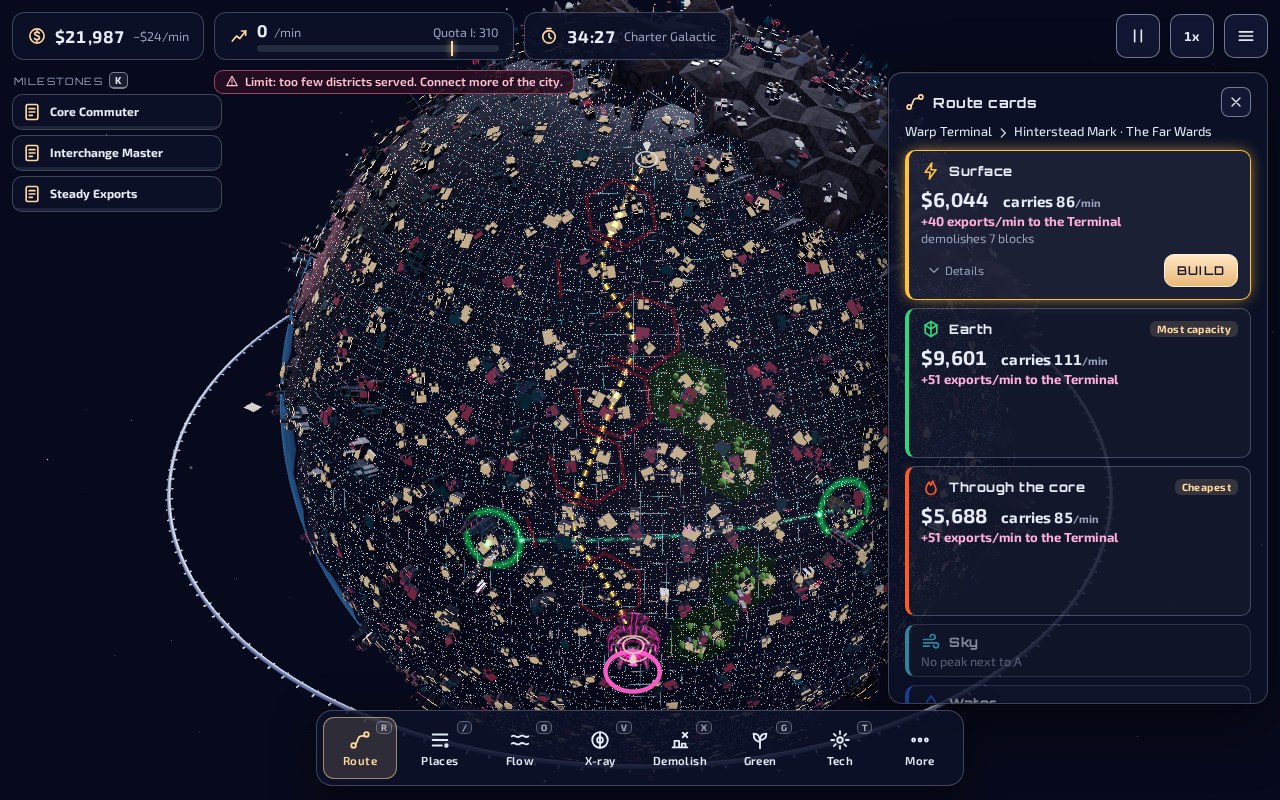 $21,987 −$24/min
0 /min Quota I: 310
34:27 Charter Galactic
1x
MILESTONES K
Limit: too few districts served. Connect more of the city.
Core Commuter
Interchange Master
Steady Exports
Route cards
Warp Terminal > Hinterstead Mark · The Far Wards
Surface
$6,044 carries 86/min
+40 exports/min to the Terminal
demolishes 7 blocks
Details
BUILD
Earth Most capacity
$9,601 carries 111/min
+51 exports/min to the Terminal
Through the core Cheapest
$5,688 carries 85/min
+51 exports/min to the Terminal
Sky
No peak next to A
Water
R / O V X G T
Route Places Flow X-ray Demolish Green Tech More